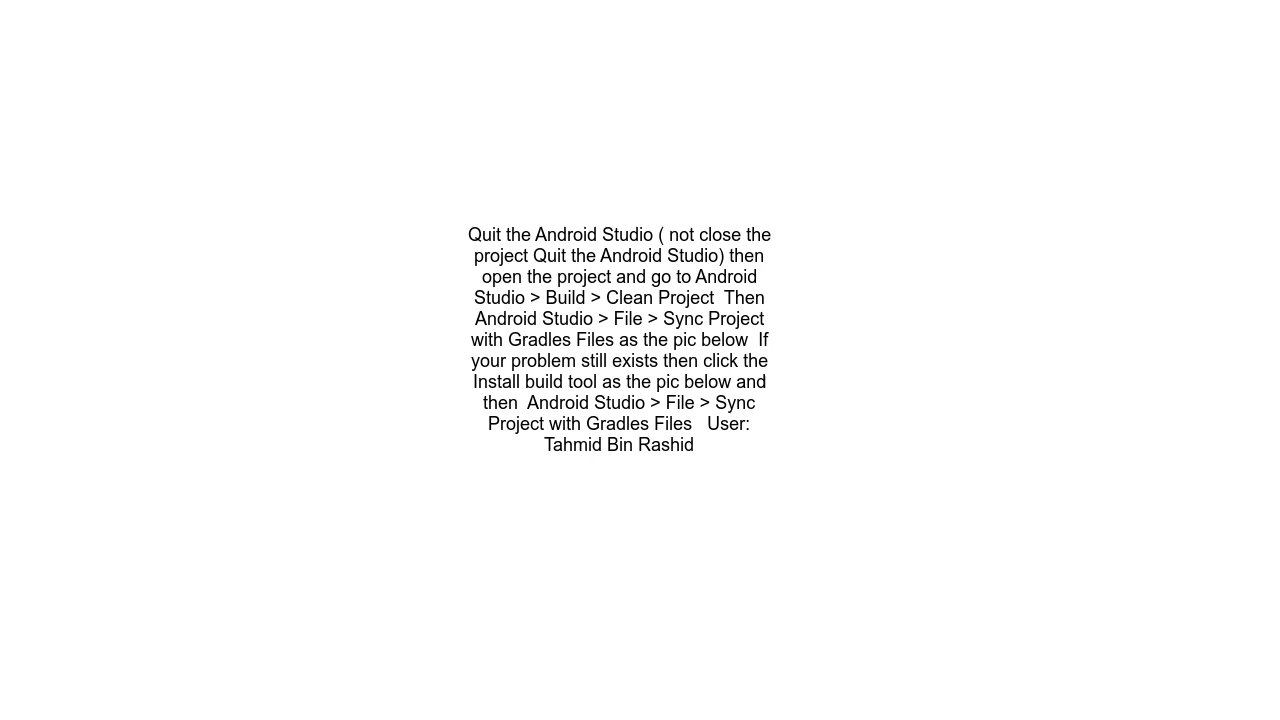 Quit the Android Studio ( not close the
project Quit the Android Studio) then
open the project and go to Android
Studio > Build > Clean Project  Then
Android Studio > File > Sync Project
with Gradles Files as the pic below  If
your problem still exists then click the
Install build tool as the pic below and
then  Android Studio > File > Sync
Project with Gradles Files   User:
Tahmid Bin Rashid